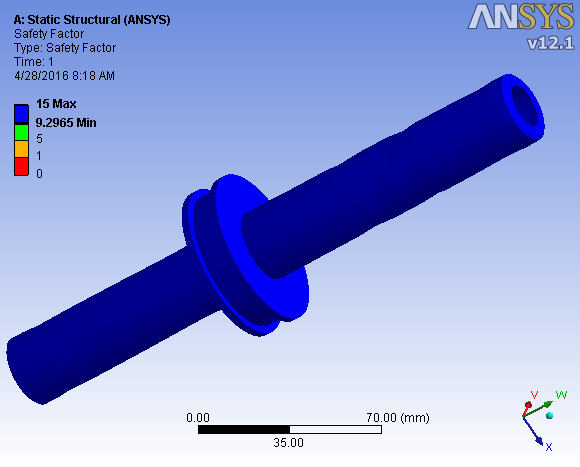 A: Static Structural (ANSYS)
Safety Factor
Type: Safety Factor
Time: 1
4/28/2016 8:18 AM
ANSYS
v12.1
15 Max
9.2965 Min
5
1
0
0.00
70.00 (mm)
35.00
V
W
X